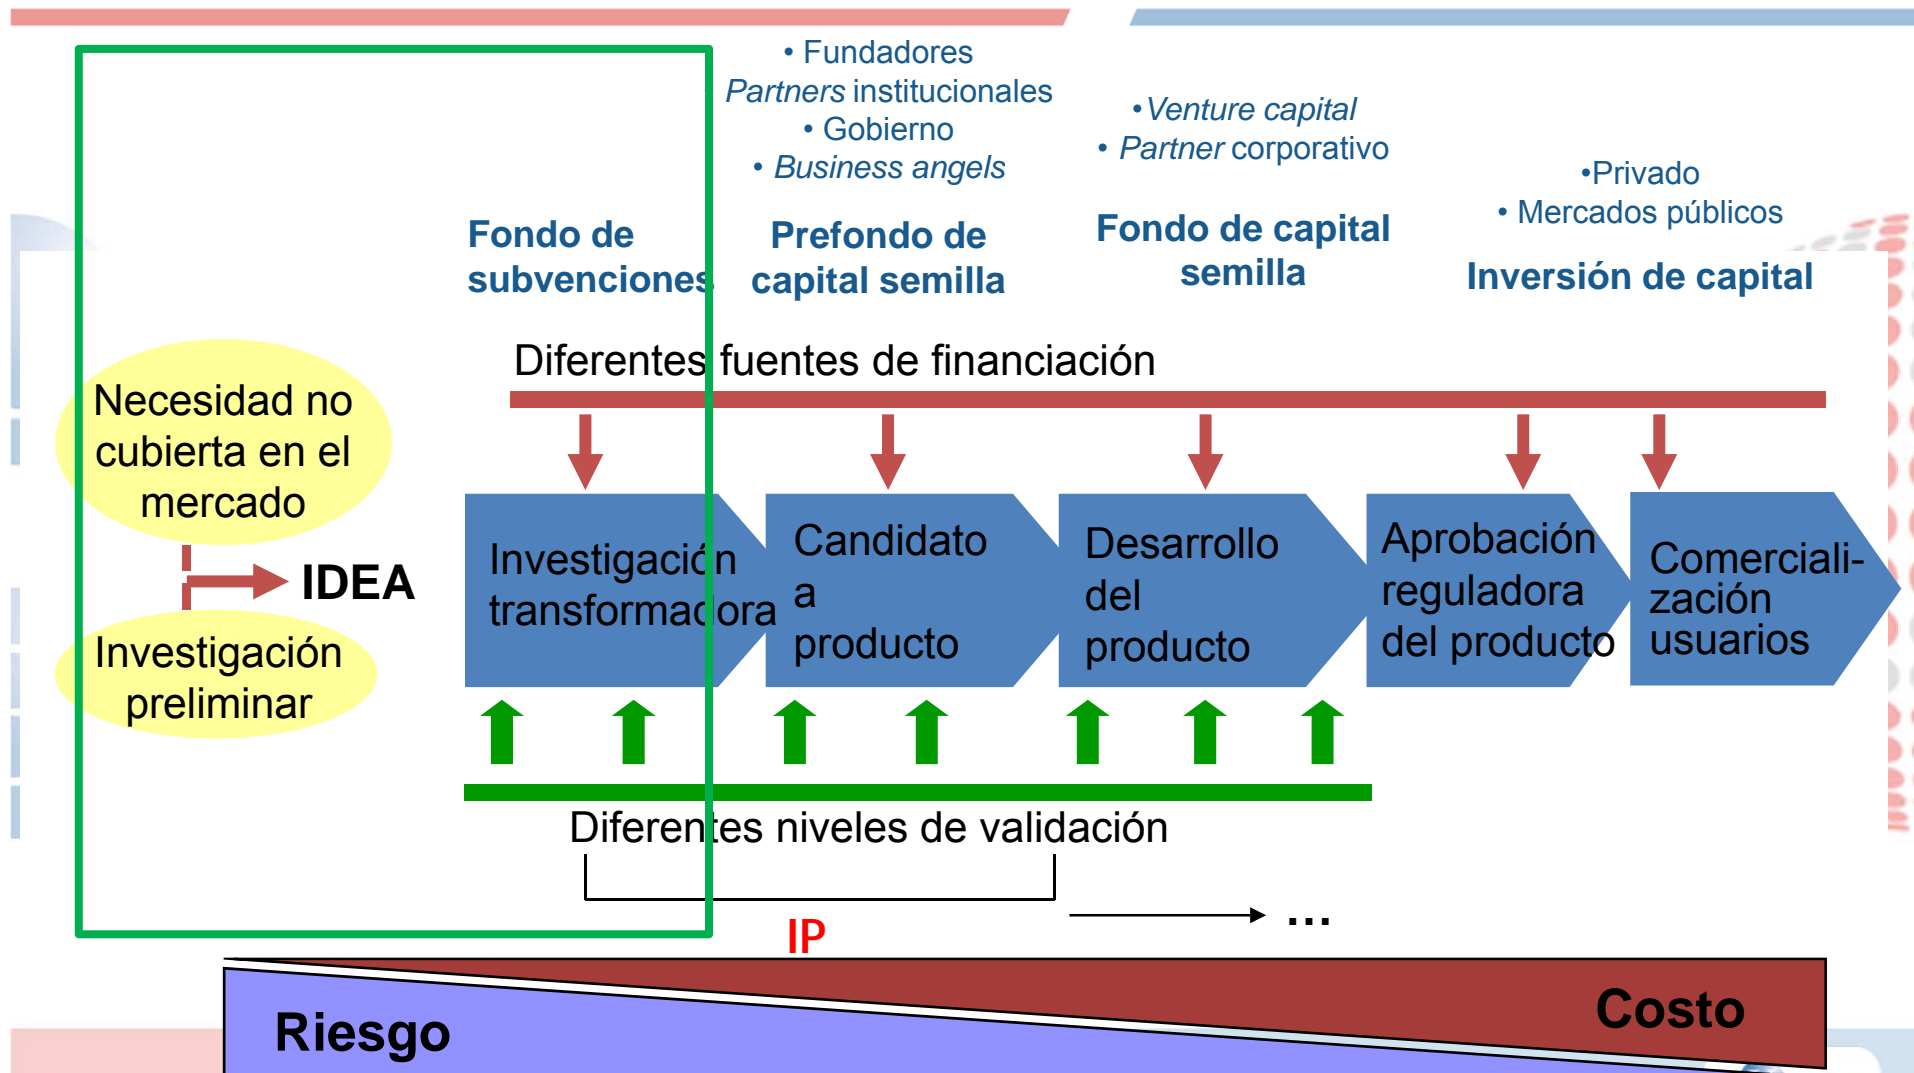 • Fundadores
Partners institucionales
• Gobierno
• Business angels
•Venture capital
• Partner corporativo
•Privado
• Mercados públicos
Fondo de
subvenciones
Prefondo de
capital semilla
Fondo de capital
semilla
Inversión de capital
Diferentes fuentes de financiación
Necesidad no
cubierta en el
mercado
IDEA
Investigación
preliminar
Investigación
transformadora
Candidato
a
producto
Desarrollo
del
producto
Aprobación
reguladora
del producto
Comerciali-
zación
usuarios
Diferentes niveles de validación
IP
...
Riesgo
Costo